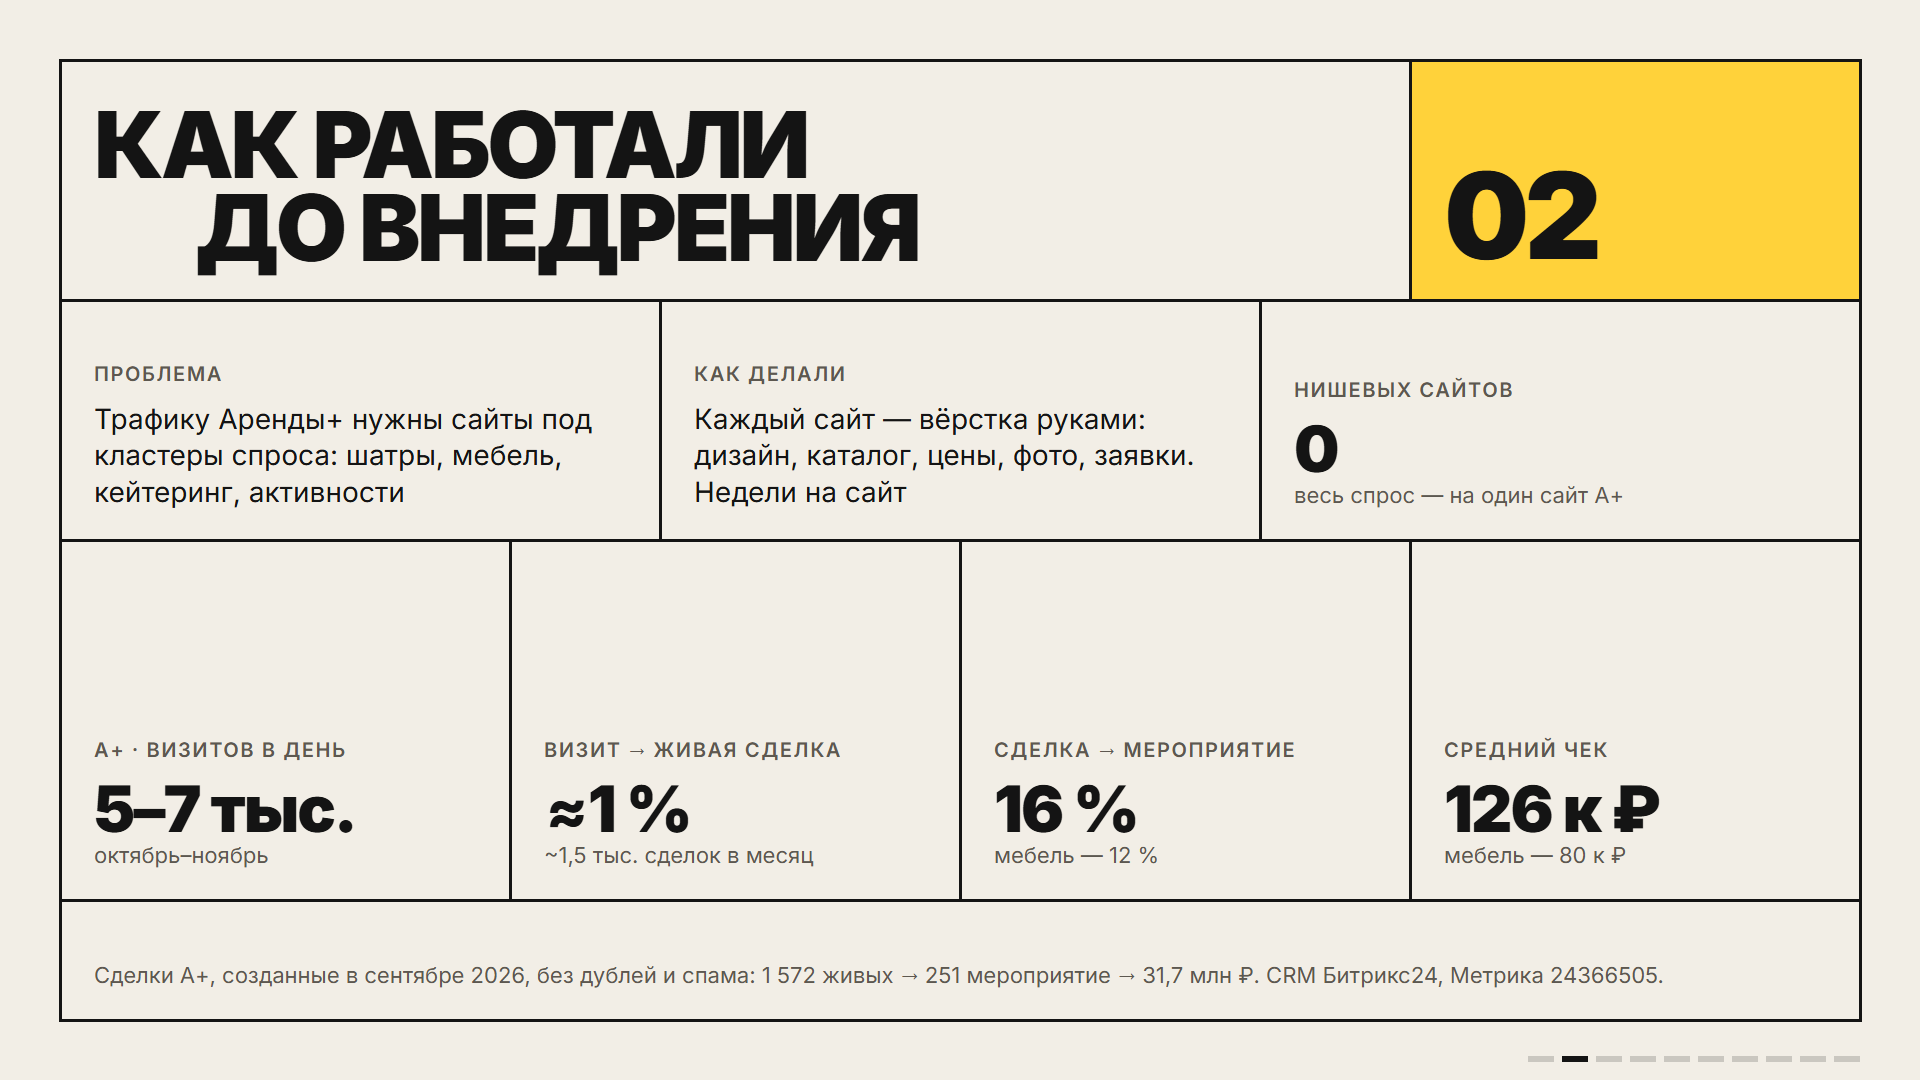 КАК РАБОТАЛИ
ДО ВНЕДРЕНИЯ
02
ПРОБЛЕМА
Трафику Аренды+ нужны сайты под
кластеры спроса: шатры, мебель,
кейтеринг, активности
КАК ДЕЛАЛИ
Каждый сайт — вёрстка руками:
дизайн, каталог, цены, фото, заявки.
Недели на сайт
НИШЕВЫХ САЙТОВ
0
весь спрос — на один сайт А+
А+ · ВИЗИТОВ В ДЕНЬ
5–7 тыс.
октябрь–ноябрь
ВИЗИТ → ЖИВАЯ СДЕЛКА
≈1 %
~1,5 тыс. сделок в месяц
СДЕЛКА → МЕРОПРИЯТИЕ
16 %
мебель — 12 %
СРЕДНИЙ ЧЕК
126 к ₽
мебель — 80 к ₽
Сделки А+, созданные в сентябре 2026, без дублей и спама: 1 572 живых → 251 мероприятие → 31,7 млн ₽. CRM Битрикс24, Метрика 24366505.